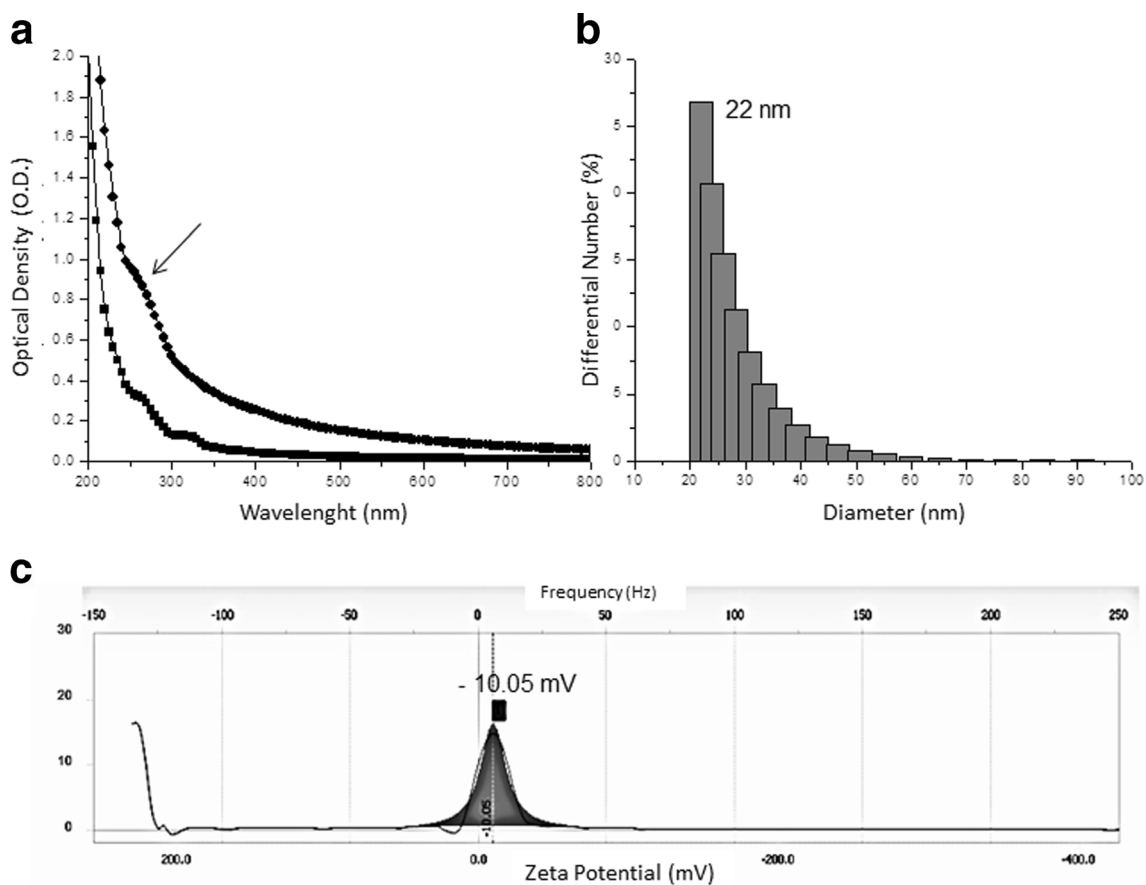 a
2.0
1.8
1.6
1.4
1.2
1.0
0.8
0.6
0.4
0.2
0.0
Optical Density (O.D.)
200 300 400 500 600 700 800
Wavelenght (nm)
b
30
5
0
5
0
5
0
Differential Number (%)
22 nm
10 20 30 40 50 60 70 80 90 100
Diameter (nm)
c
Frequency (Hz)
-150 -100 -50 0 50 100 150 200 250
30
20
10
0
- 10.05 mV
-10.05
200.0 0.0 -200.0 -400.0
Zeta Potential (mV)